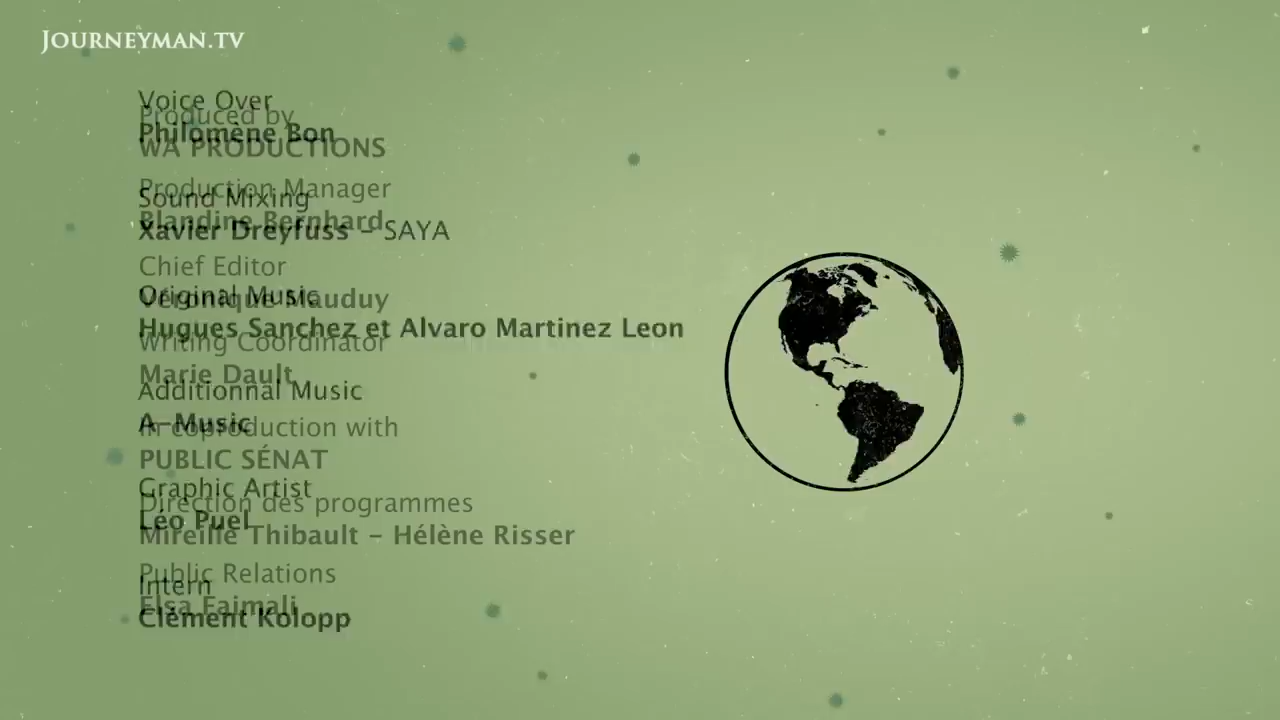 JOURNEYMAN.TV
Voice Over
Philomène Bon
Sound Mixing
Xavier Dreyfuss - SAYA
Original Music
Hugues Sanchez et Alvaro Martinez Leon
Additionnal Music
A-Music
Graphic Artist
Léo Puel
Intern
Clément Kolopp
Produced by
WA PRODUCTIONS
Production Manager
Blandine Bernhard
Chief Editor
Véronique Mauduy
Writing Coordinator
Marie Dault
In coproduction with
PUBLIC SÉNAT
Direction des programmes
Mireille Thibault - Hélène Risser
Public Relations
Elsa